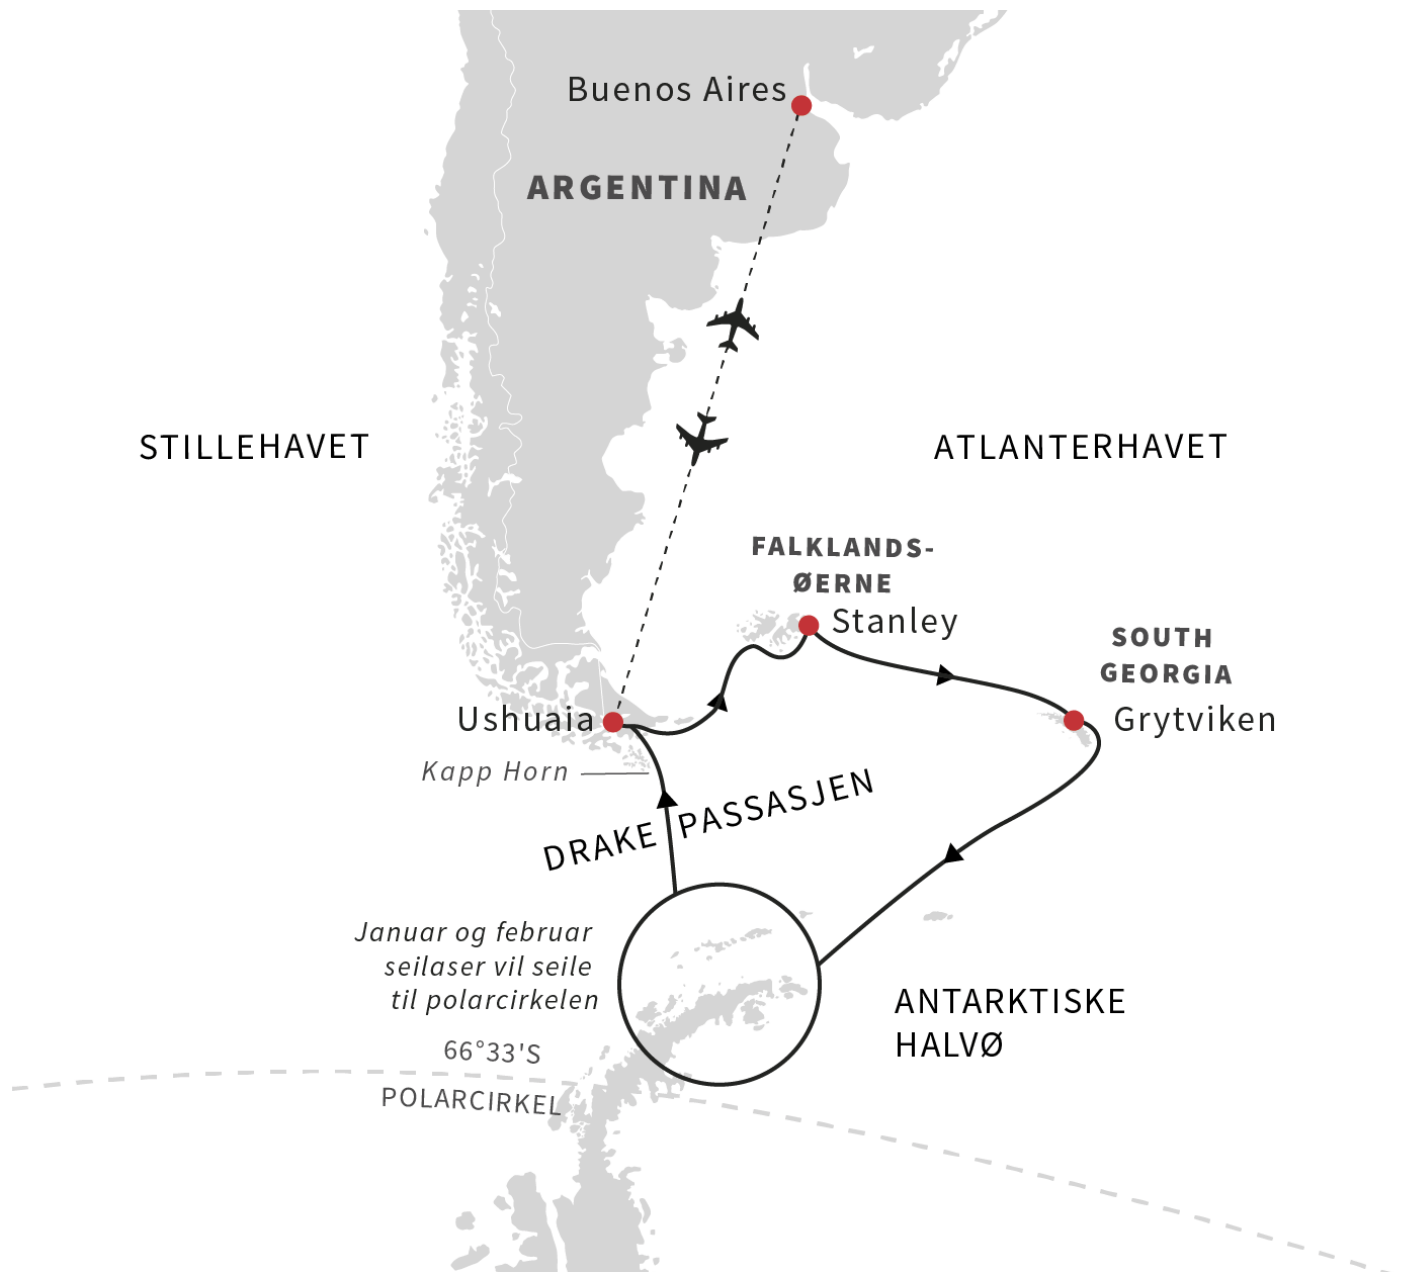 Buenos Aires
ARGENTINA
STILLEHAVET
ATLANTERHAVET
FALKLANDS-
ØERNE
Stanley
SOUTH
GEORGIA
Ushuaia
Grytviken
Kapp Horn
DRAKE PASSASJEN
Januar og februar
seilaser vil seile
til polarcirkelen
ANTARKTISKE
HALVØ
66°33'S
POLARCIRKEL